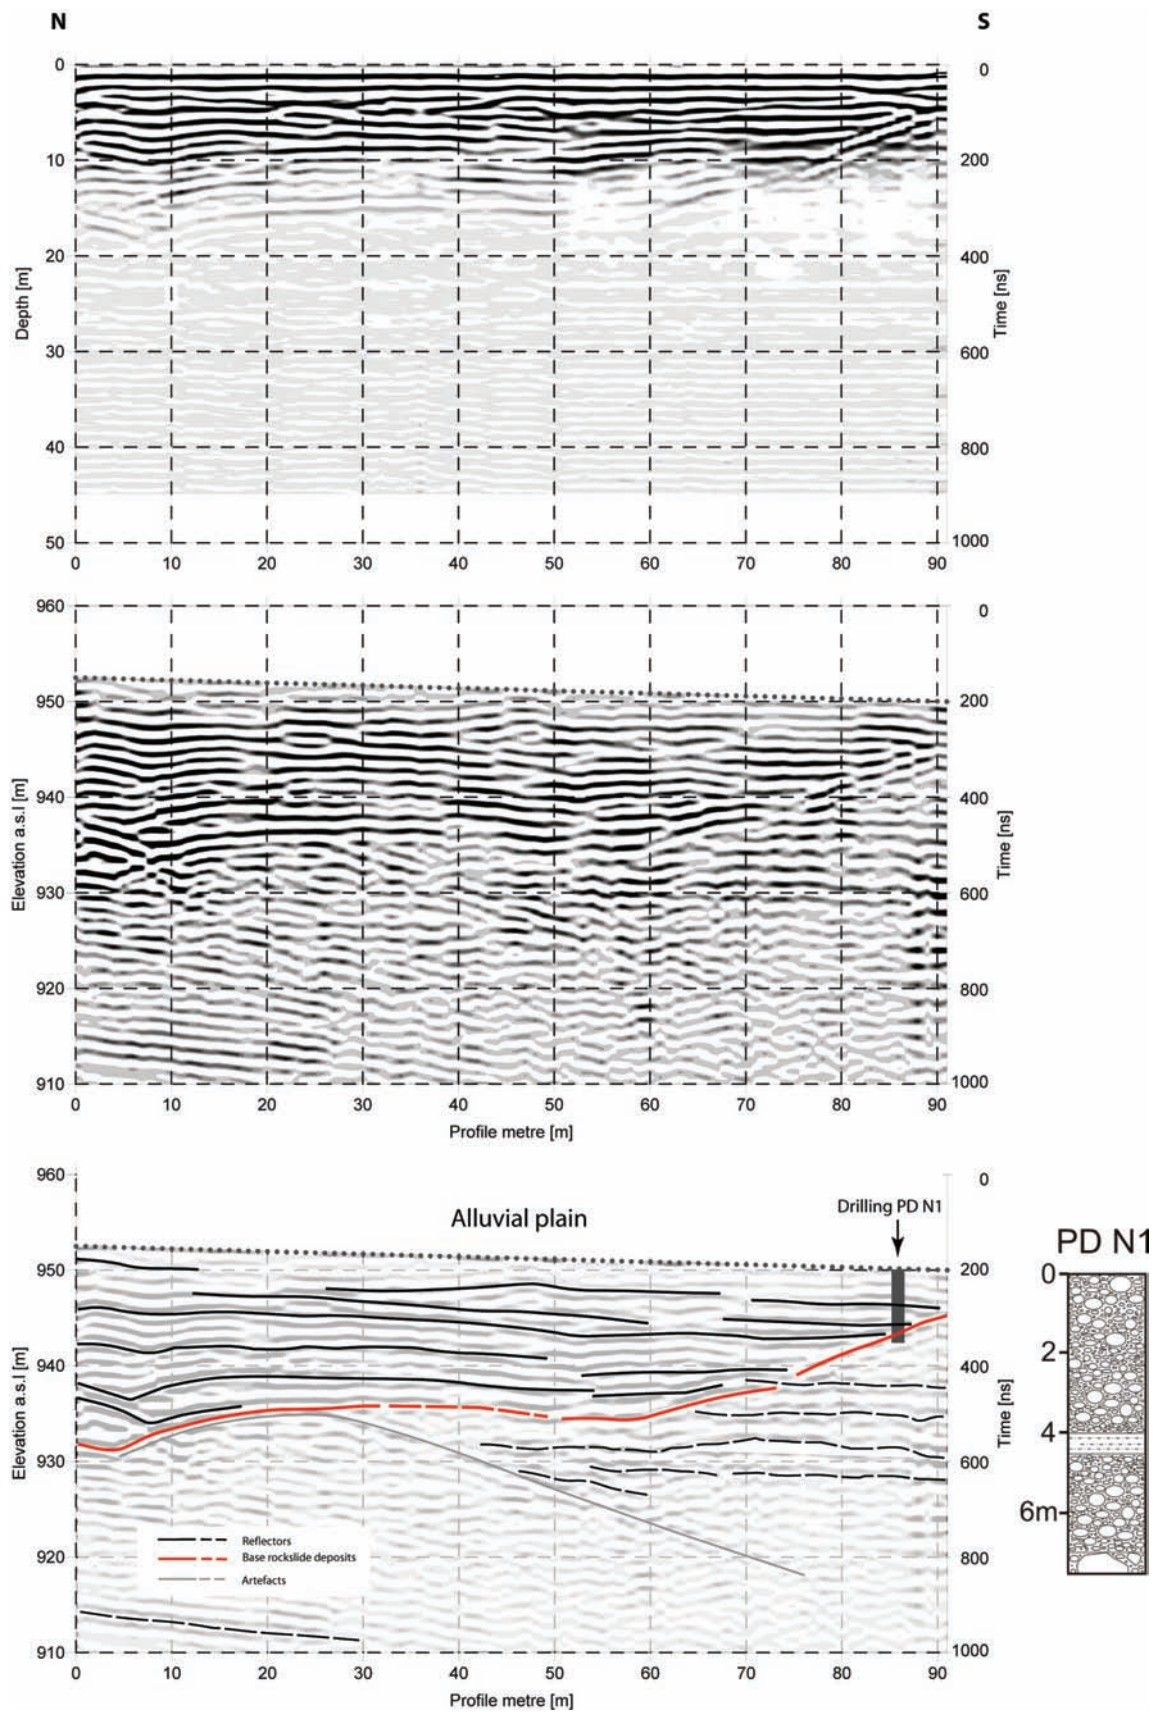 N S
0 0
10 200
20 400
Depth [m] Time [ns]
30 600
40 800
50 1000
0 10 20 30 40 50 60 70 80 90
960 0
950 200
940 400
Elevation a.s.l [m] Time [ns]
930 600
920 800
910 1000
0 10 20 30 40 50 60 70 80 90
Profile metre [m]
960 0
Alluvial plain Drilling PD N1
950 200
940 400
Elevation a.s.l [m] Time [ns]
930 600
Reflectors
Base rockslide deposits
920 800
Artefacts
910 1000
0 10 20 30 40 50 60 70 80 90
Profile metre [m]
PD N1
0
2
4
6m